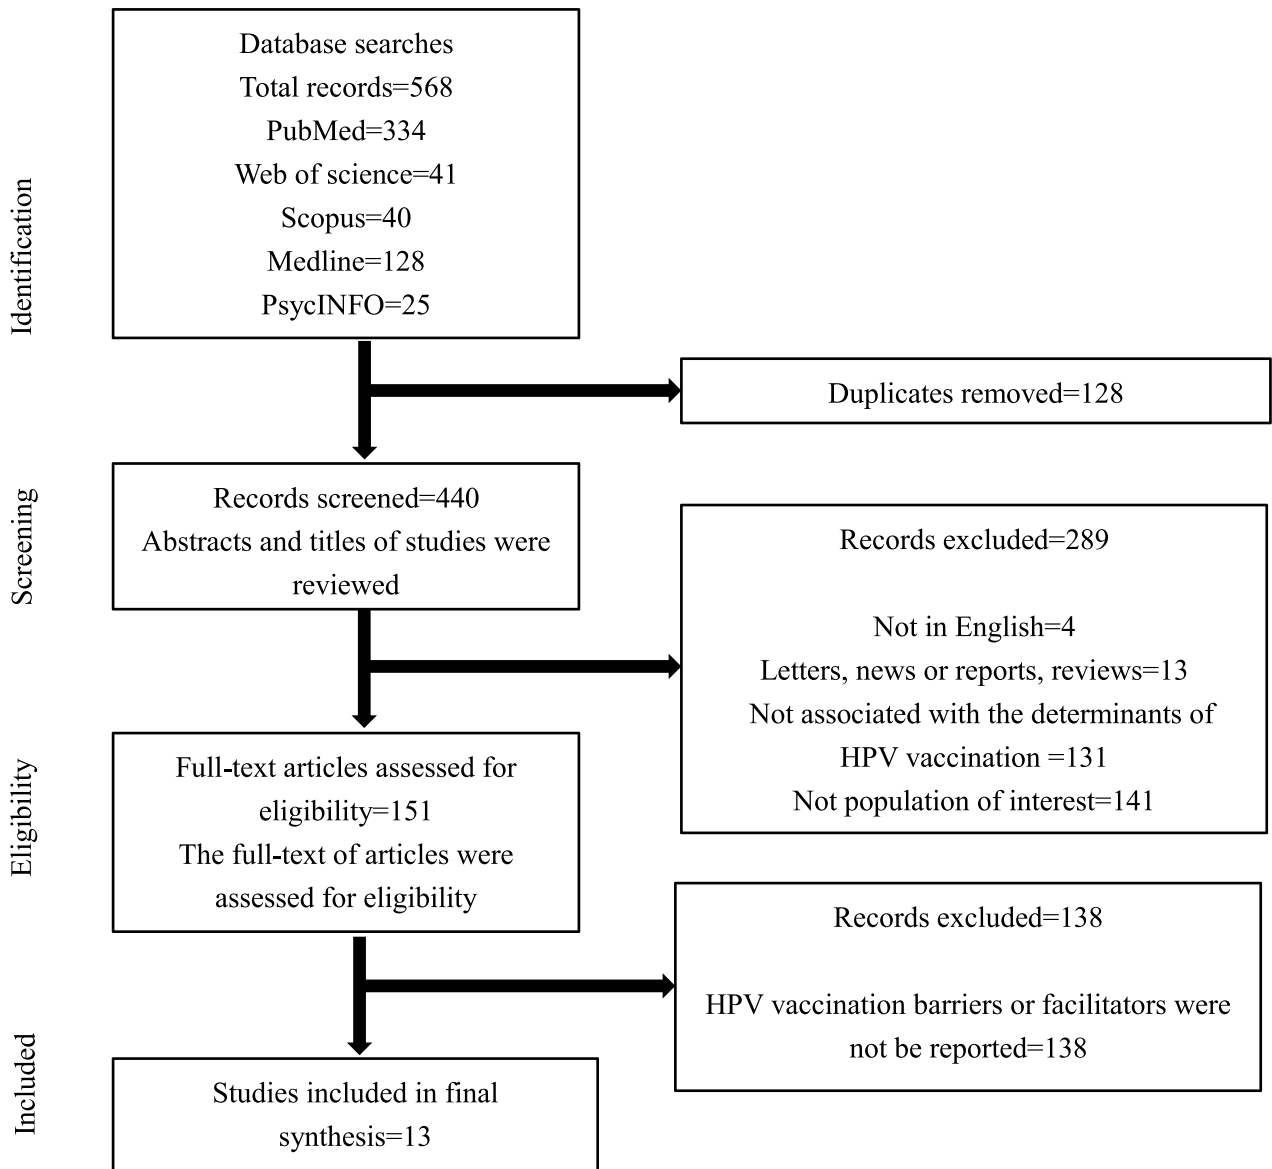 Identification
Database searches
Total records=568
PubMed=334
Web of science=41
Scopus=40
Medline=128
PsycINFO=25
Duplicates removed=128
Screening
Records screened=440
Abstracts and titles of studies were
reviewed
Records excluded=289
Not in English=4
Letters, news or reports, reviews=13
Not associated with the determinants of
HPV vaccination =131
Not population of interest=141
Eligibility
Full-text articles assessed for
eligibility=151
The full-text of articles were
assessed for eligibility
Records excluded=138
HPV vaccination barriers or facilitators were
not be reported=138
Included
Studies included in final
synthesis=13